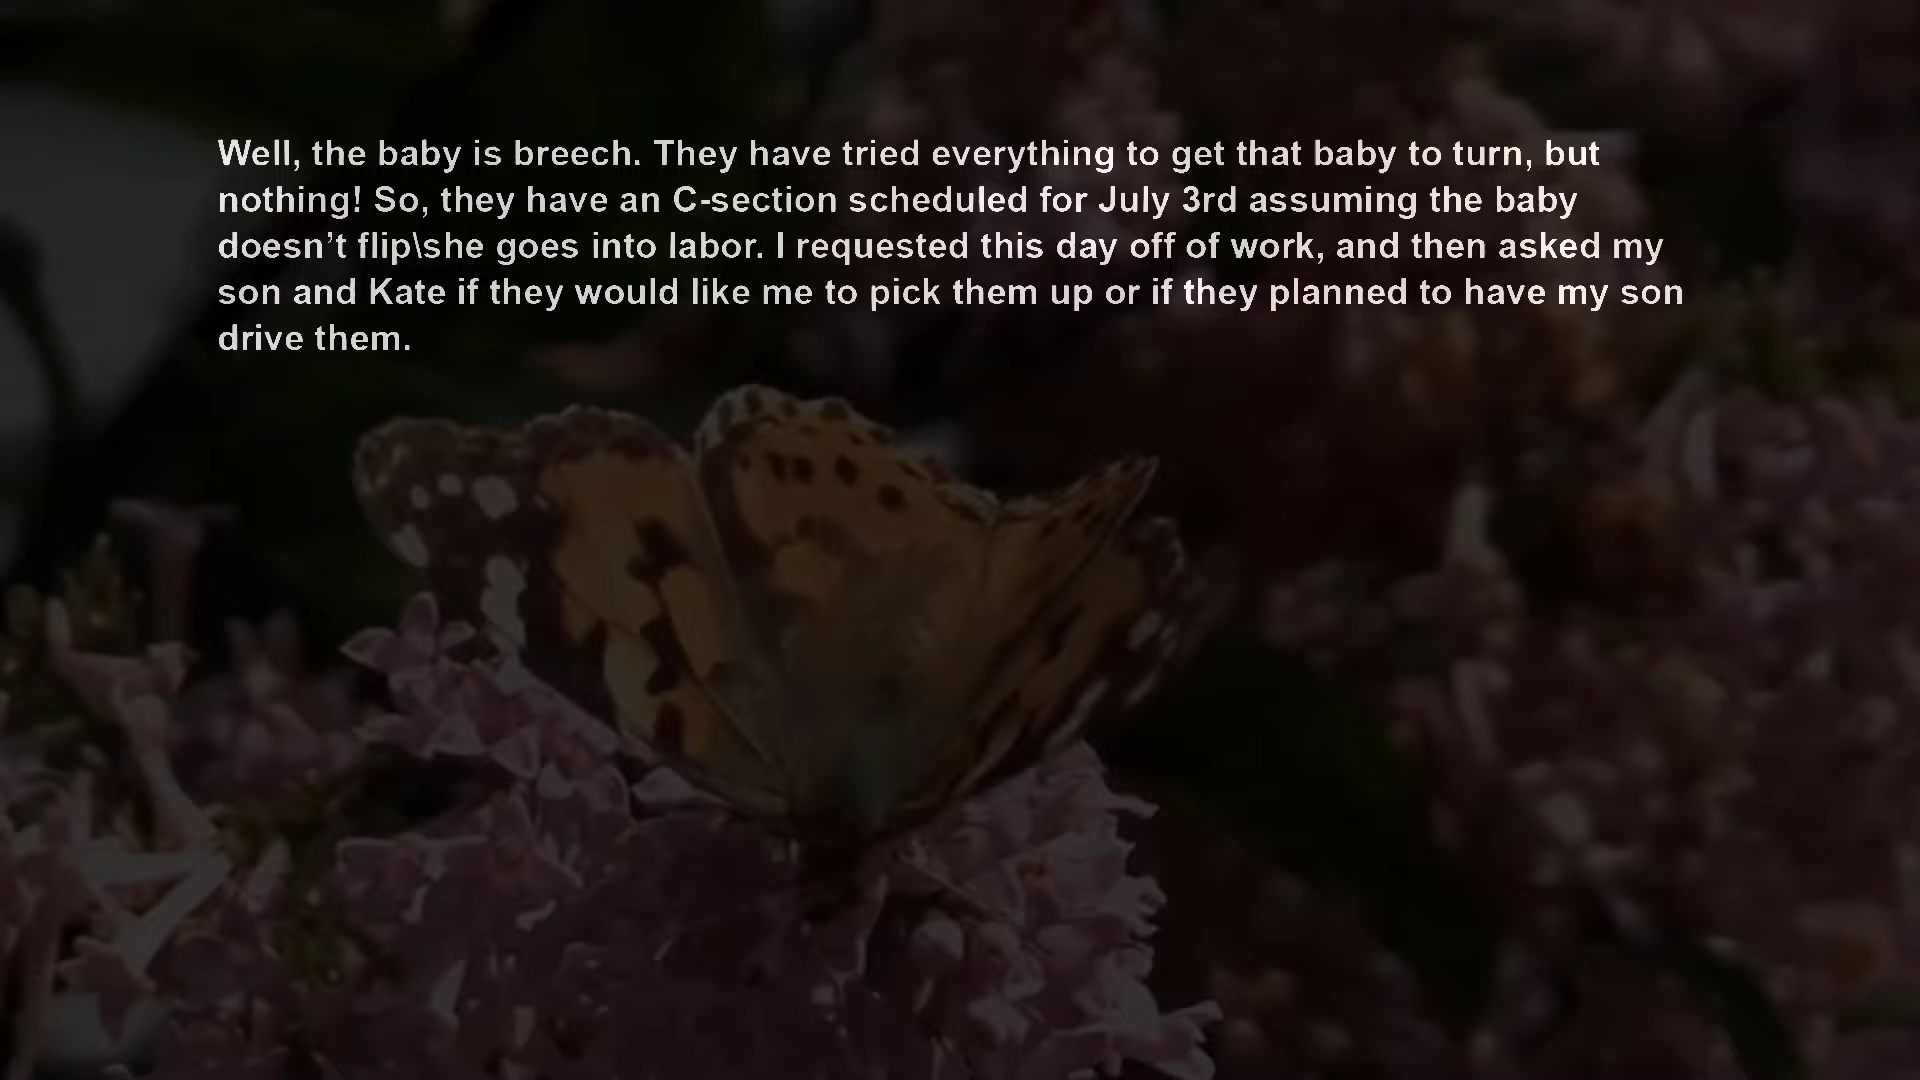 Well, the baby is breech. They have tried everything to get that baby to turn, but
nothing! So, they have an C-section scheduled for July 3rd assuming the baby
doesn’t flip\she goes into labor. I requested this day off of work, and then asked my
son and Kate if they would like me to pick them up or if they planned to have my son
drive them.